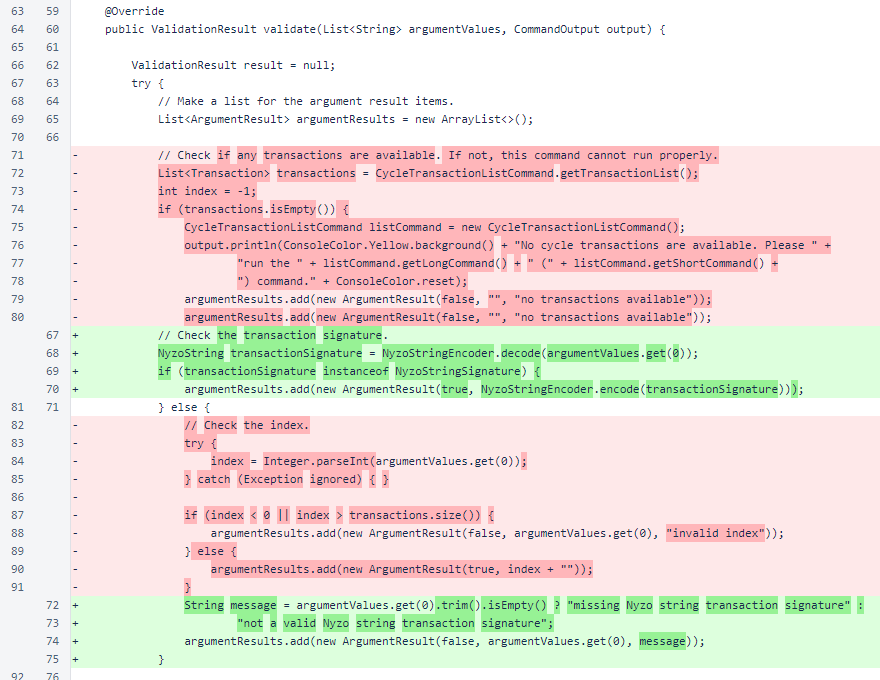 63 59 @Override
64 60 public ValidationResult validate(List<String> argumentValues, CommandOutput output) {
65 61
66 62 ValidationResult result = null;
67 63 try {
68 64 // Make a list for the argument result items.
69 65 List<ArgumentResult> argumentResults = new ArrayList<>();
70 66
71 - // Check if any transactions are available. If not, this command cannot run properly.
72 - List<Transaction> transactions = CycleTransactionListCommand.getTransactionList();
73 - int index = -1;
74 - if (transactions.isEmpty()) {
75 - CycleTransactionListCommand listCommand = new CycleTransactionListCommand();
76 - output.println(ConsoleColor.Yellow.background() + "No cycle transactions are available. Please " +
77 - "run the " + listCommand.getLongCommand() + " (" + listCommand.getShortCommand() +
78 - ") command." + ConsoleColor.reset);
79 - argumentResults.add(new ArgumentResult(false, "", "no transactions available"));
80 - argumentResults.add(new ArgumentResult(false, "", "no transactions available"));
67 + // Check the transaction signature.
68 + NyzoString transactionSignature = NyzoStringEncoder.decode(argumentValues.get(0));
69 + if (transactionSignature instanceof NyzoStringSignature) {
70 + argumentResults.add(new ArgumentResult(true, NyzoStringEncoder.encode(transactionSignature)));
81 71 } else {
82 - // Check the index.
83 - try {
84 - index = Integer.parseInt(argumentValues.get(0));
85 - } catch (Exception ignored) { }
86 -
87 - if (index < 0 || index > transactions.size()) {
88 - argumentResults.add(new ArgumentResult(false, argumentValues.get(0), "invalid index"));
89 - } else {
90 - argumentResults.add(new ArgumentResult(true, index + ""));
91 - }
72 + String message = argumentValues.get(0).trim().isEmpty() ? "missing Nyzo string transaction signature" :
73 + "not a valid Nyzo string transaction signature";
74 + argumentResults.add(new ArgumentResult(false, argumentValues.get(0), message));
75 + }
92 76